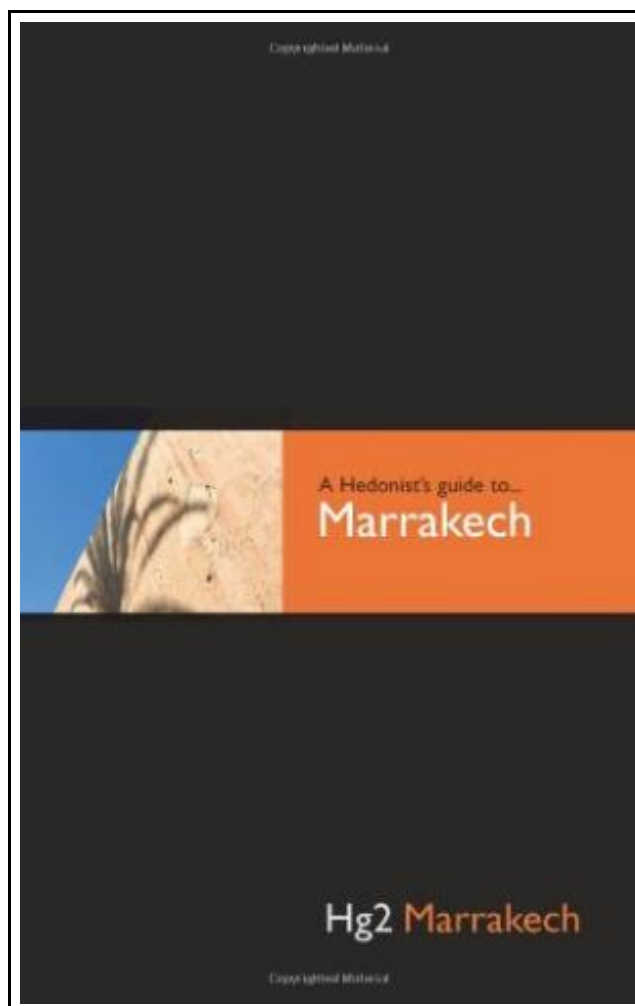 Copyrighted Material
A Hedonist's guide to...
Marrakech
Hg2 Marrakech
Copyrighted Material